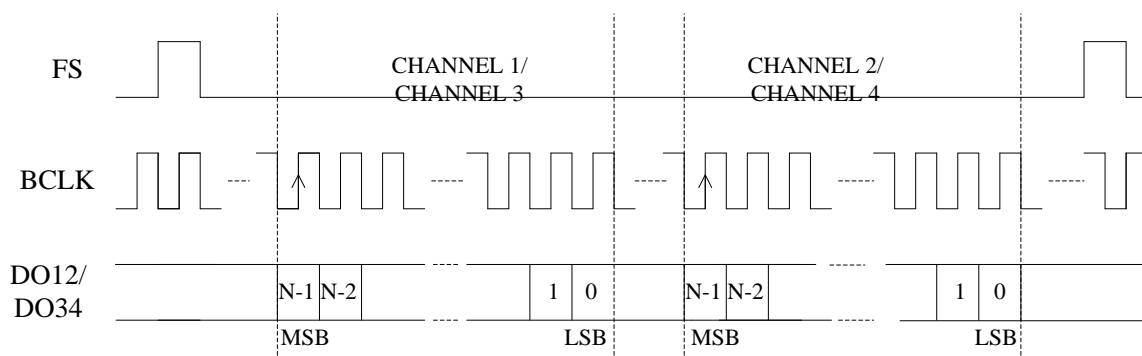 FS
CHANNEL 1/
CHANNEL 3
CHANNEL 2/
CHANNEL 4
BCLK
DO12/
DO34
N-1 N-2
1 0
N-1 N-2
1 0
MSB
LSB
MSB
LSB